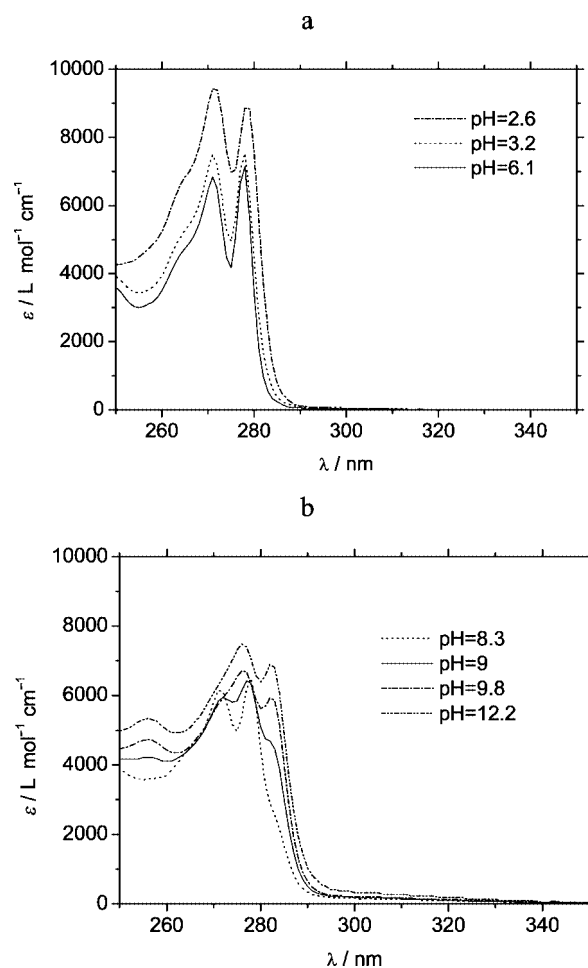 a
10000
8000
6000
4000
2000
0
ε / L mol⁻¹ cm⁻¹
pH=2.6
pH=3.2
pH=6.1
260 280 300 320 340
λ / nm
b
10000
8000
6000
4000
2000
0
ε / L mol⁻¹ cm⁻¹
pH=8.3
pH=9
pH=9.8
pH=12.2
260 280 300 320 340
λ / nm